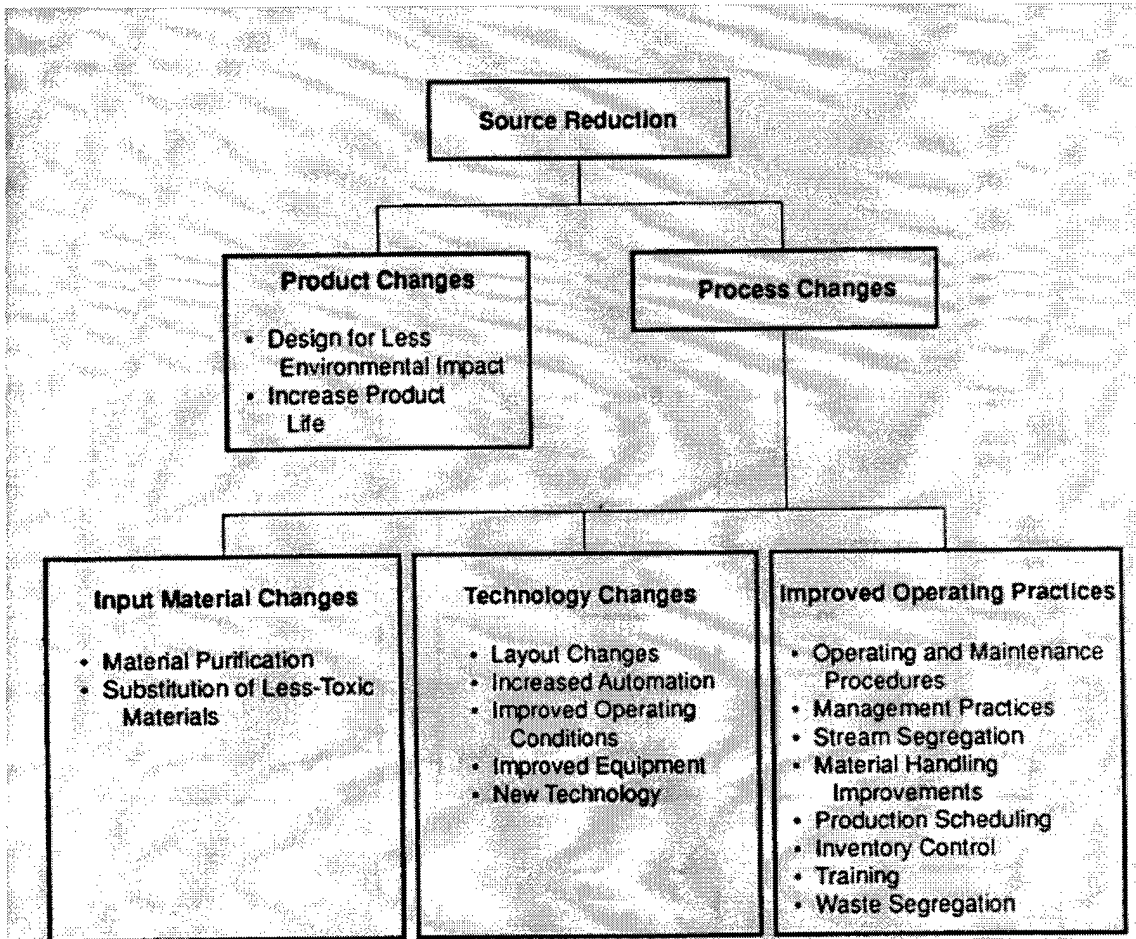 Source Reduction
Product Changes
• Design for Less
Environmental Impact
• Increase Product
Life
Process Changes
Input Material Changes
• Material Purification
• Substitution of Less-Toxic
Materials
Technology Changes
• Layout Changes
• Increased Automation
• Improved Operating
Conditions
• Improved Equipment
• New Technology
Improved Operating Practices
• Operating and Maintenance
Procedures
• Management Practices
• Stream Segregation
• Material Handling
Improvements
• Production Scheduling
• Inventory Control
• Training
• Waste Segregation